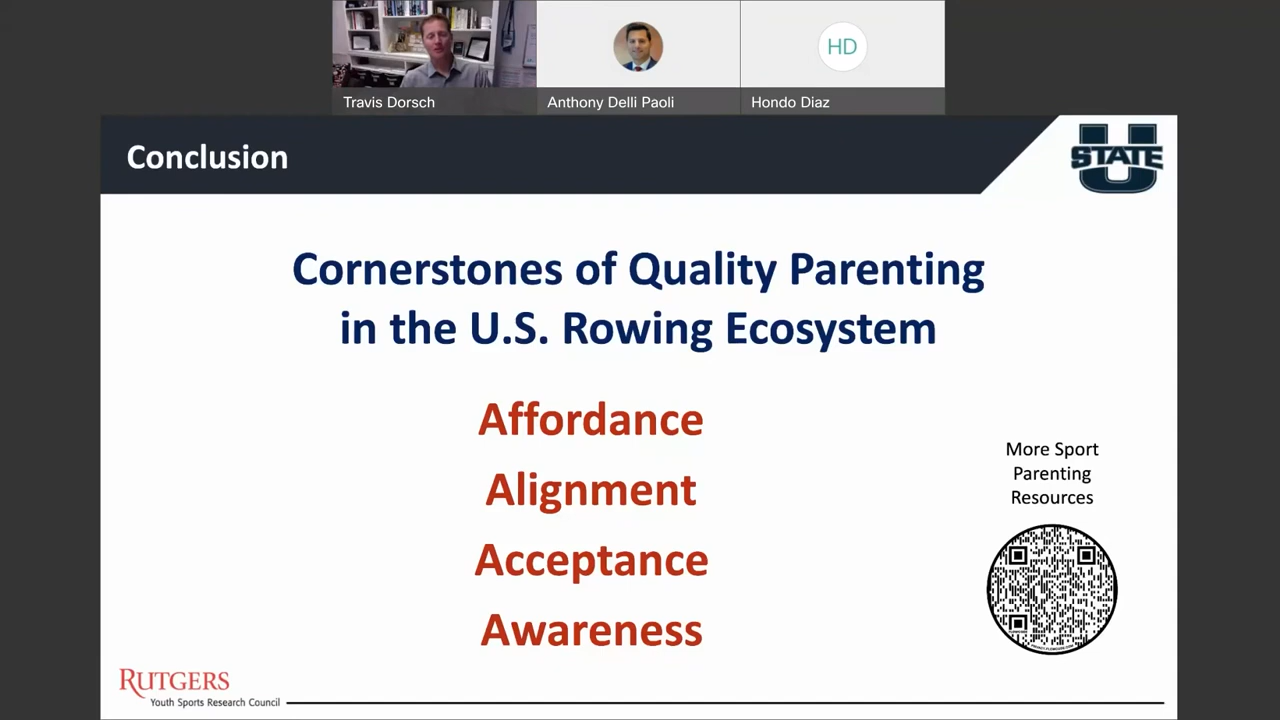 Travis Dorsch
Anthony Delli Paoli
HD
Hondo Diaz
Conclusion
U
STATE
Cornerstones of Quality Parenting
in the U.S. Rowing Ecosystem
Affordance
Alignment
Acceptance
Awareness
More Sport
Parenting
Resources
RUTGERS
Youth Sports Research Council